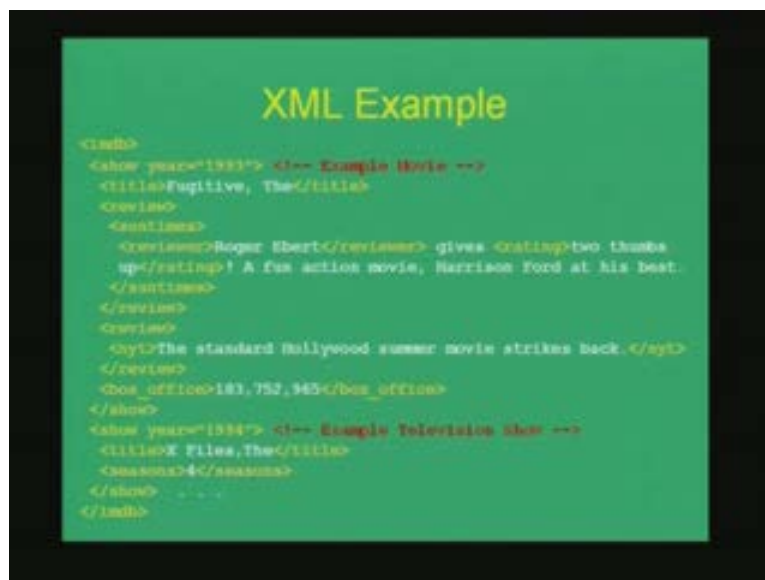 XML Example
<imdb>
<show year="1993"> <!-- Example Movie -->
<title>Fugitive, The</title>
<review>
<suntimes>
<reviewer>Roger Ebert</reviewer> gives <rating>two thumbs
up</rating>! A fun action movie, Harrison Ford at his best.
</suntimes>
</review>
<review>
<nyt>The standard Hollywood summer movie strikes back.</nyt>
</review>
<box_office>183,752,965</box_office>
</show>
<show year="1994"> <!-- Example Television Show -->
<title>X Files,The</title>
<seasons>4</seasons>
</show> . . .
</imdb>